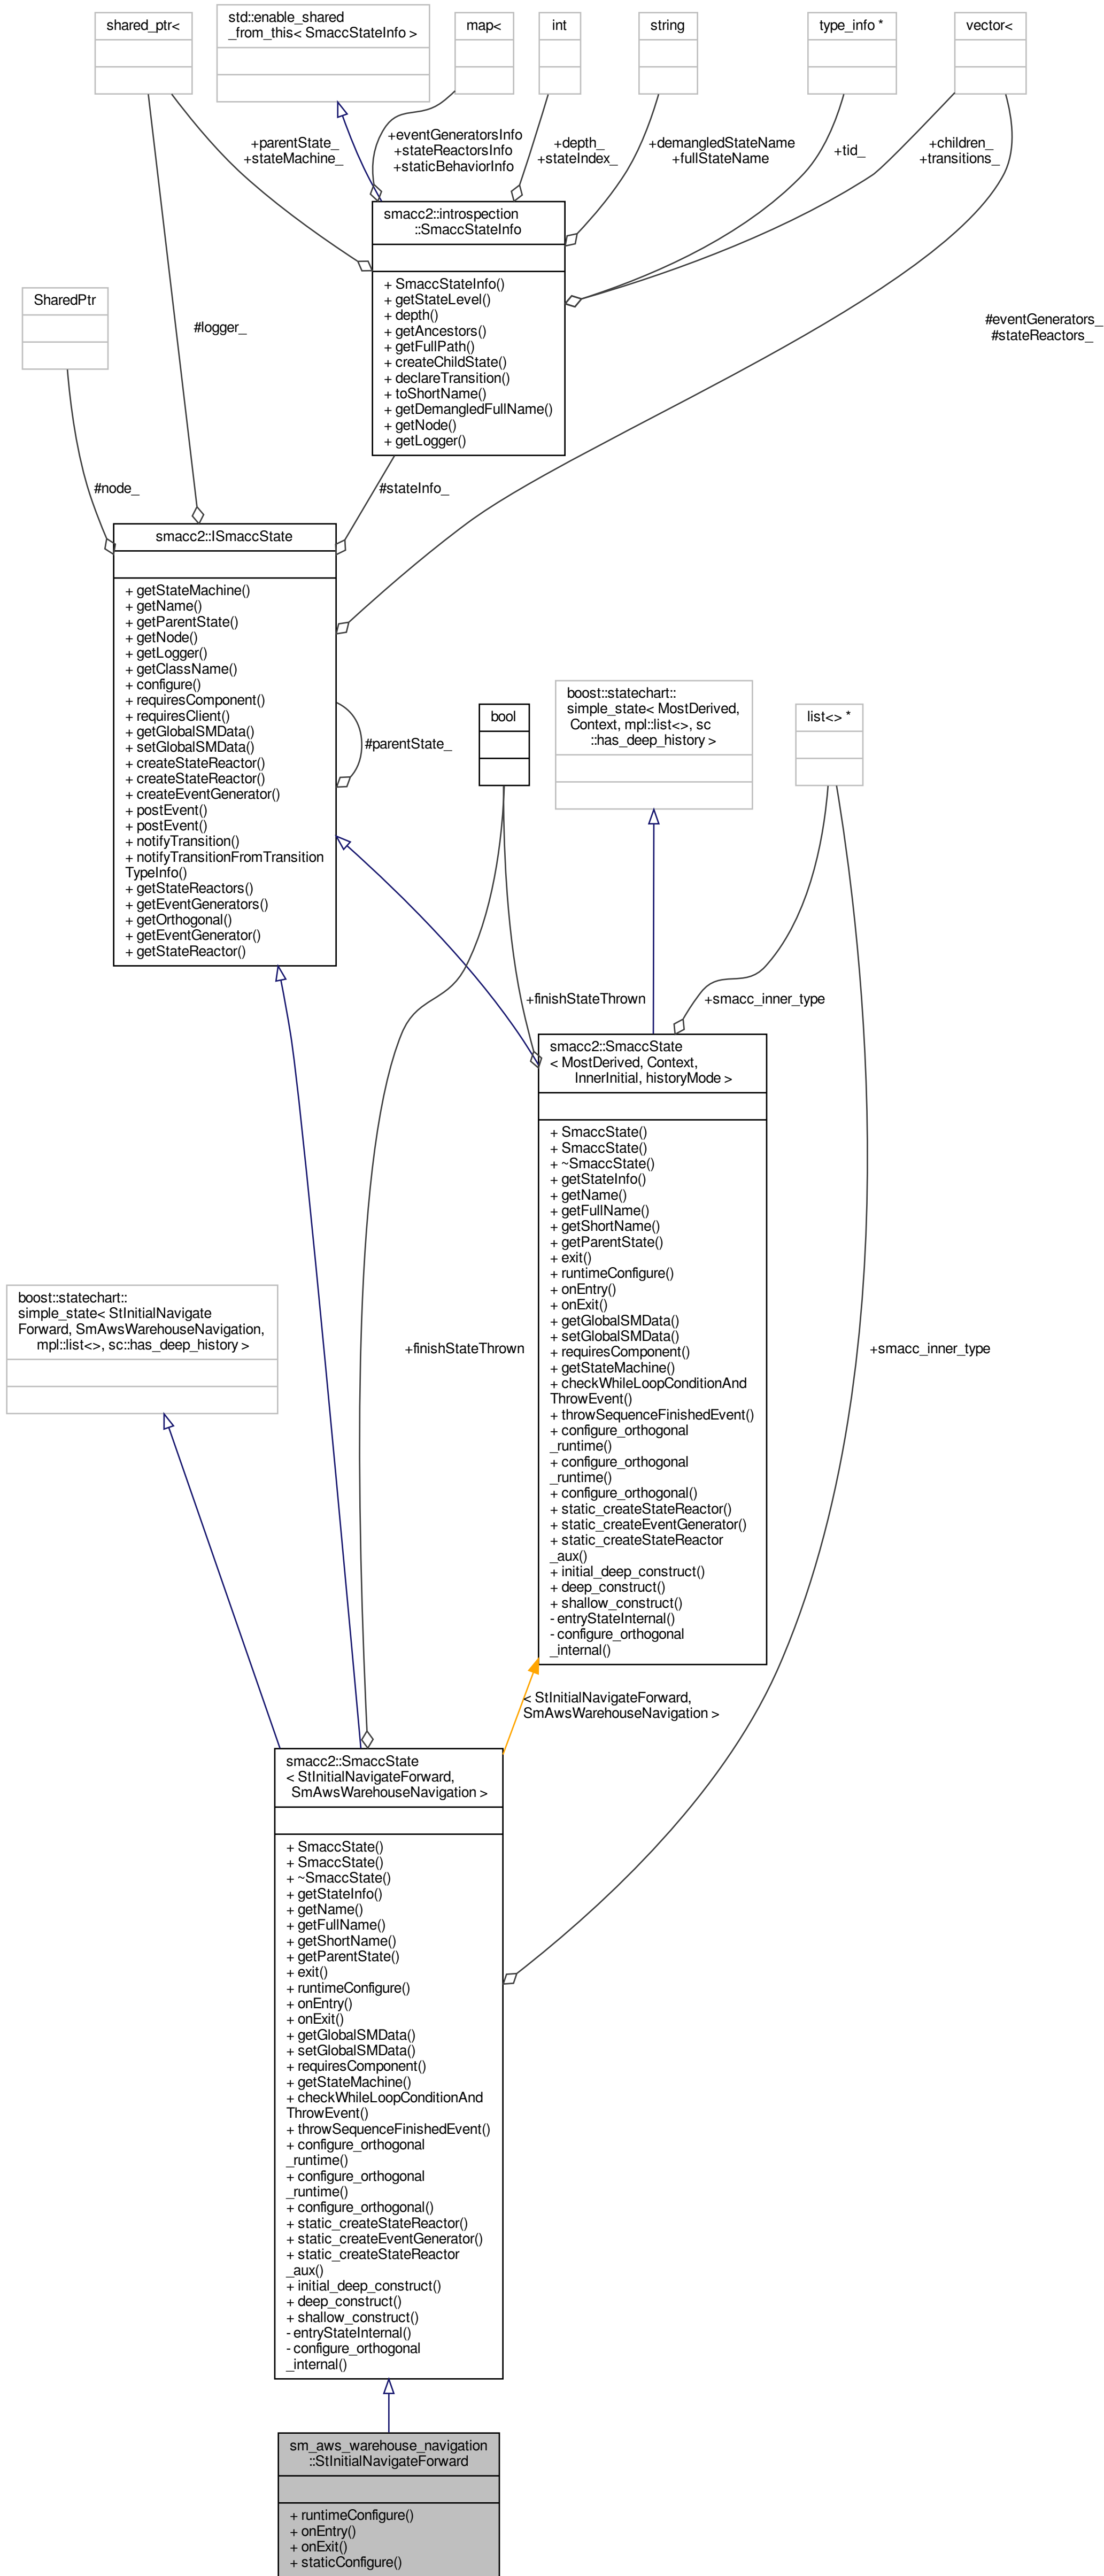 shared_ptr<
std::enable_shared
_from_this< SmaccStateInfo >
map<
int
string
type_info *
vector<
+parentState_
+stateMachine_
+eventGeneratorsInfo
+stateReactorsInfo
+staticBehaviorInfo
+depth_
+stateIndex_
+demangledStateName
+fullStateName
+tid_
+children_
+transitions_
smacc2::introspection
::SmaccStateInfo
+ SmaccStateInfo()
+ getStateLevel()
+ depth()
+ getAncestors()
+ getFullPath()
+ createChildState()
+ declareTransition()
+ toShortName()
+ getDemangledFullName()
+ getNode()
+ getLogger()
SharedPtr
#logger_
#eventGenerators_
#stateReactors_
#node_
#stateInfo_
smacc2::ISmaccState
+ getStateMachine()
+ getName()
+ getParentState()
+ getNode()
+ getLogger()
+ getClassName()
+ configure()
+ requiresComponent()
+ requiresClient()
+ getGlobalSMData()
+ setGlobalSMData()
+ createStateReactor()
+ createStateReactor()
+ createEventGenerator()
+ postEvent()
+ postEvent()
+ notifyTransition()
+ notifyTransitionFromTransition
TypeInfo()
+ getStateReactors()
+ getEventGenerators()
+ getOrthogonal()
+ getEventGenerator()
+ getStateReactor()
#parentState_
bool
boost::statechart::
simple_state< MostDerived,
Context, mpl::list<>, sc
::has_deep_history >
list<> *
+finishStateThrown
+smacc_inner_type
smacc2::SmaccState
< MostDerived, Context,
InnerInitial, historyMode >
+ SmaccState()
+ SmaccState()
+ ~SmaccState()
+ getStateInfo()
+ getName()
+ getFullName()
+ getShortName()
+ getParentState()
+ exit()
+ runtimeConfigure()
+ onEntry()
+ onExit()
+ getGlobalSMData()
+ setGlobalSMData()
+ requiresComponent()
+ getStateMachine()
+ checkWhileLoopConditionAnd
ThrowEvent()
+ throwSequenceFinishedEvent()
+ configure_orthogonal
_runtime()
+ configure_orthogonal
_runtime()
+ configure_orthogonal()
+ static_createStateReactor()
+ static_createEventGenerator()
+ static_createStateReactor
_aux()
+ initial_deep_construct()
+ deep_construct()
+ shallow_construct()
- entryStateInternal()
- configure_orthogonal
_internal()
boost::statechart::
simple_state< StInitialNavigate
Forward, SmAwsWarehouseNavigation,
mpl::list<>, sc::has_deep_history >
+finishStateThrown
+smacc_inner_type
< StInitialNavigateForward,
SmAwsWarehouseNavigation >
smacc2::SmaccState
< StInitialNavigateForward,
SmAwsWarehouseNavigation >
+ SmaccState()
+ SmaccState()
+ ~SmaccState()
+ getStateInfo()
+ getName()
+ getFullName()
+ getShortName()
+ getParentState()
+ exit()
+ runtimeConfigure()
+ onEntry()
+ onExit()
+ getGlobalSMData()
+ setGlobalSMData()
+ requiresComponent()
+ getStateMachine()
+ checkWhileLoopConditionAnd
ThrowEvent()
+ throwSequenceFinishedEvent()
+ configure_orthogonal
_runtime()
+ configure_orthogonal
_runtime()
+ configure_orthogonal()
+ static_createStateReactor()
+ static_createEventGenerator()
+ static_createStateReactor
_aux()
+ initial_deep_construct()
+ deep_construct()
+ shallow_construct()
- entryStateInternal()
- configure_orthogonal
_internal()
sm_aws_warehouse_navigation
::StInitialNavigateForward
+ runtimeConfigure()
+ onEntry()
+ onExit()
+ staticConfigure()